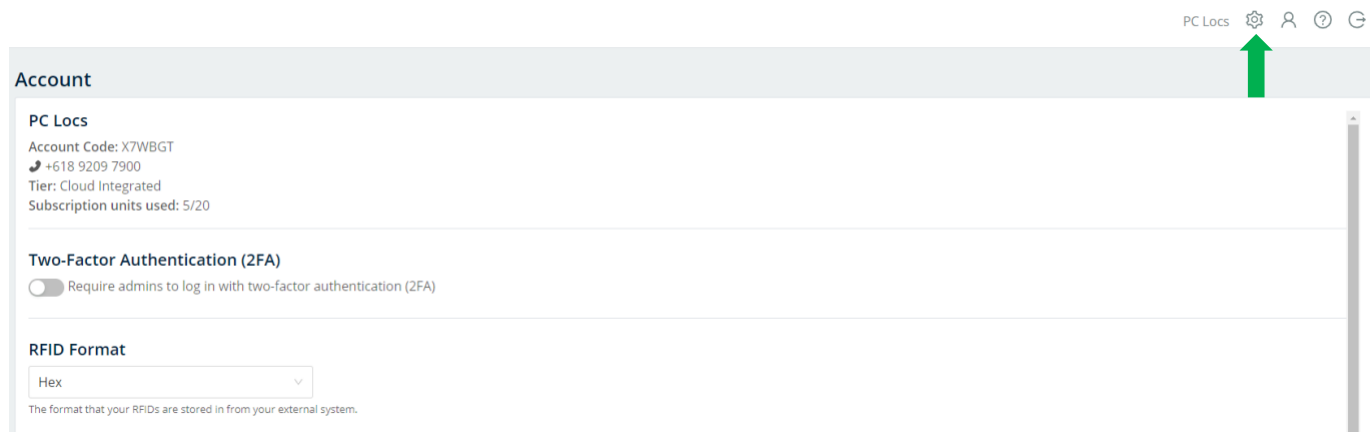 PC Locs
Account
PC Locs
Account Code: X7WBGT
+618 9209 7900
Tier: Cloud Integrated
Subscription units used: 5/20
Two-Factor Authentication (2FA)
Require admins to log in with two-factor authentication (2FA)
RFID Format
Hex
The format that your RFIDs are stored in from your external system.